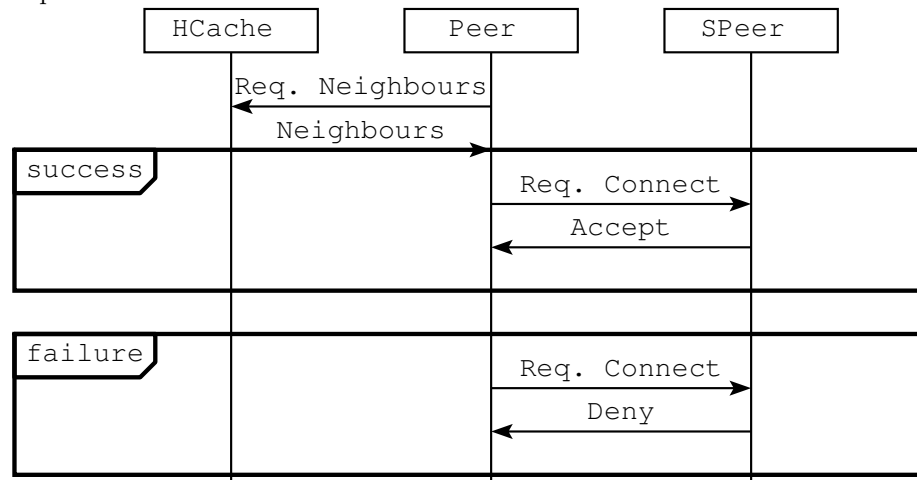 HCache Peer SPeer
Req. Neighbours
Neighbours
success
Req. Connect
Accept
failure
Req. Connect
Deny